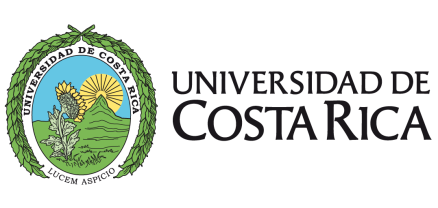 UNIVERSIDAD DE COSTA RICA
LUCEM ASPICIO
UNIVERSIDAD DE
COSTA RICA